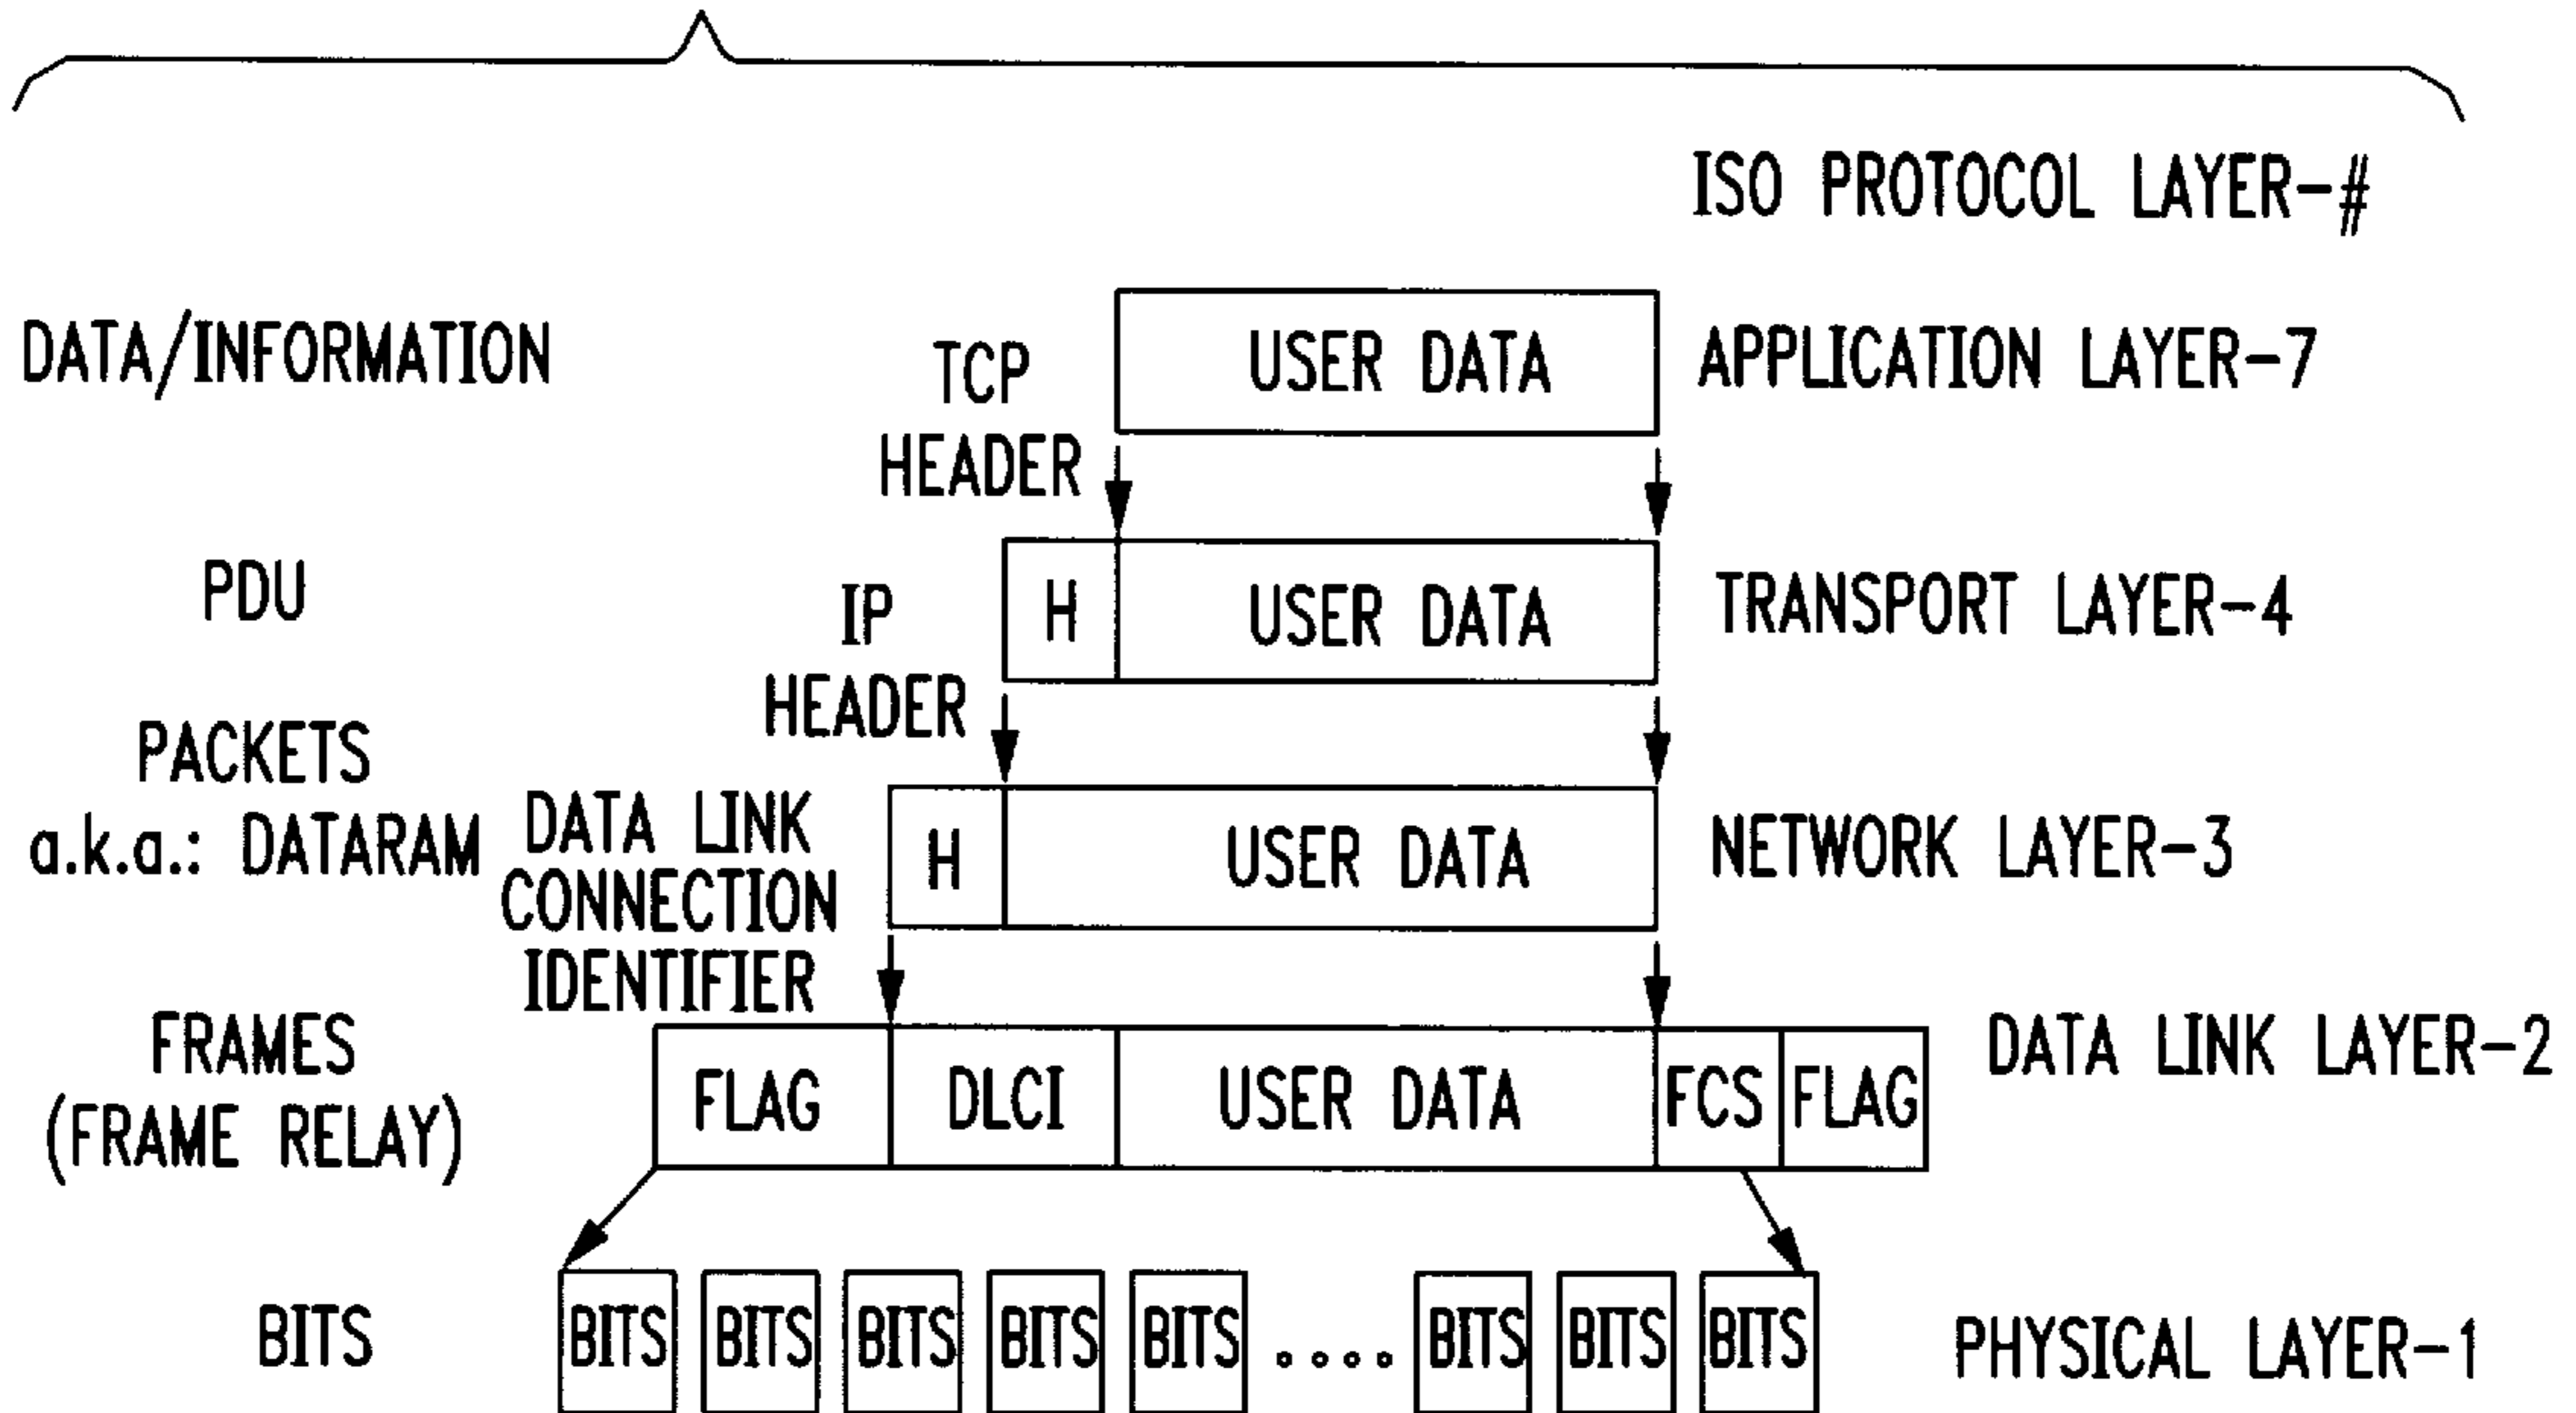 ISO PROTOCOL LAYER-#
DATA/INFORMATION
TCP
HEADER
USER DATA
APPLICATION LAYER-7
PDU
IP
HEADER
H
USER DATA
TRANSPORT LAYER-4
PACKETS
a.k.a.: DATARAM
DATA LINK
CONNECTION
IDENTIFIER
H
USER DATA
NETWORK LAYER-3
FRAMES
(FRAME RELAY)
FLAG
DLCI
USER DATA
FCS
FLAG
DATA LINK LAYER-2
BITS
BITS
BITS
BITS
BITS
BITS
....
BITS
BITS
BITS
PHYSICAL LAYER-1